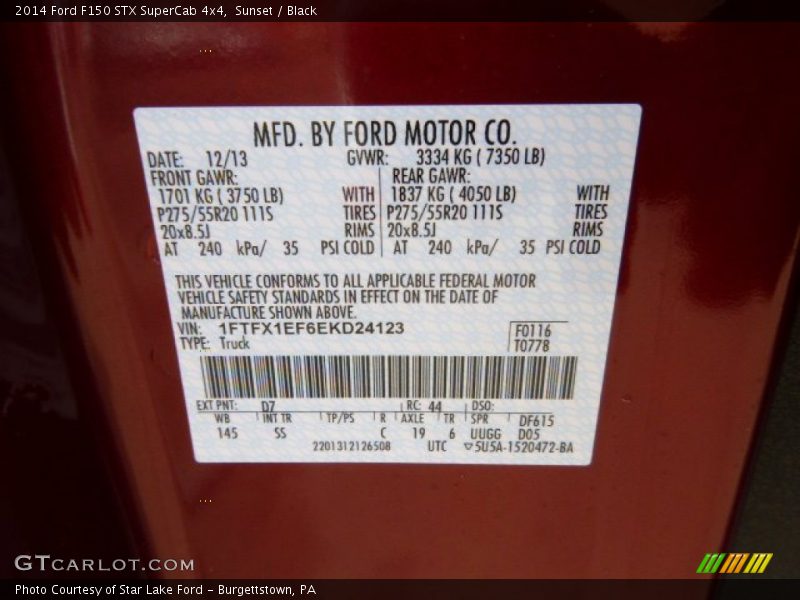 2014 Ford F150 STX SuperCab 4x4, Sunset / Black
MFD. BY FORD MOTOR CO.
DATE: 12/13 GVWR: 3334 KG ( 7350 LB)
FRONT GAWR: REAR GAWR:
1701 KG ( 3750 LB) WITH 1837 KG ( 4050 LB) WITH
P275/55R20 111S TIRES P275/55R20 111S TIRES
20x8.5J RIMS 20x8.5J RIMS
AT 240 kPa/ 35 PSI COLD AT 240 kPa/ 35 PSI COLD
THIS VEHICLE CONFORMS TO ALL APPLICABLE FEDERAL MOTOR
VEHICLE SAFETY STANDARDS IN EFFECT ON THE DATE OF
MANUFACTURE SHOWN ABOVE.
VIN: 1FTFX1EF6EKD24123 F0116
TYPE: Truck T0778
EXT PNT: D7 RC: 44 DSO:
WB INT TR TP/PS R AXLE TR SPR DF615
145 SS C 19 6 UUGG D05
2201312126508 UTC ▽5U5A-1520472-BA
GTCARLOT.COM
Photo Courtesy of Star Lake Ford - Burgettstown, PA